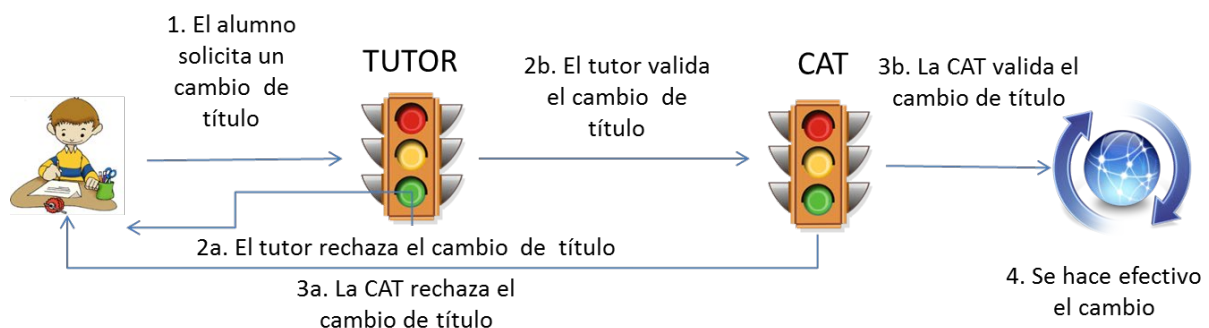 1. El alumno
solicita un
cambio de
título
TUTOR
2b. El tutor valida
el cambio de
título
CAT
3b. La CAT valida el
cambio de título
2a. El tutor rechaza el cambio de título
3a. La CAT rechaza el
cambio de título
4. Se hace efectivo
el cambio